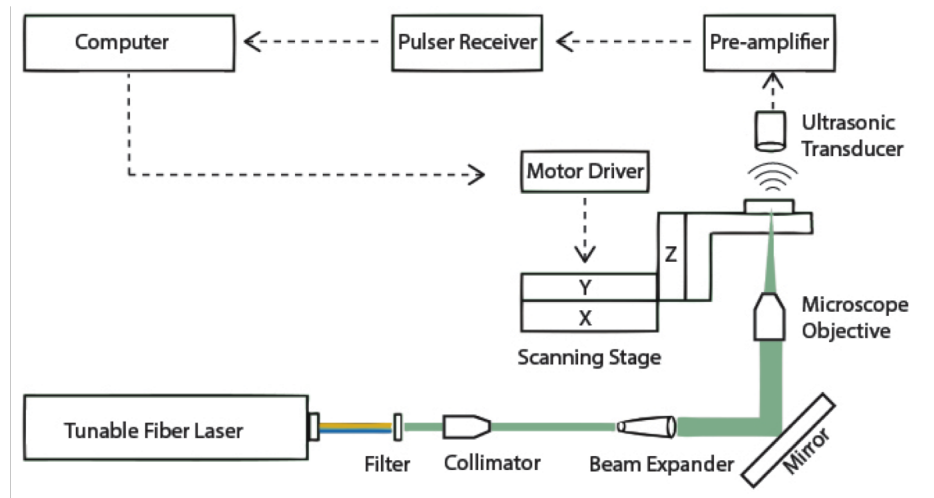 Computer
Pulser Receiver
Pre-amplifier
Ultrasonic
Transducer
Motor Driver
Z
Y
X
Microscope
Objective
Scanning Stage
Tunable Fiber Laser
Filter
Collimator
Beam Expander
Mirror